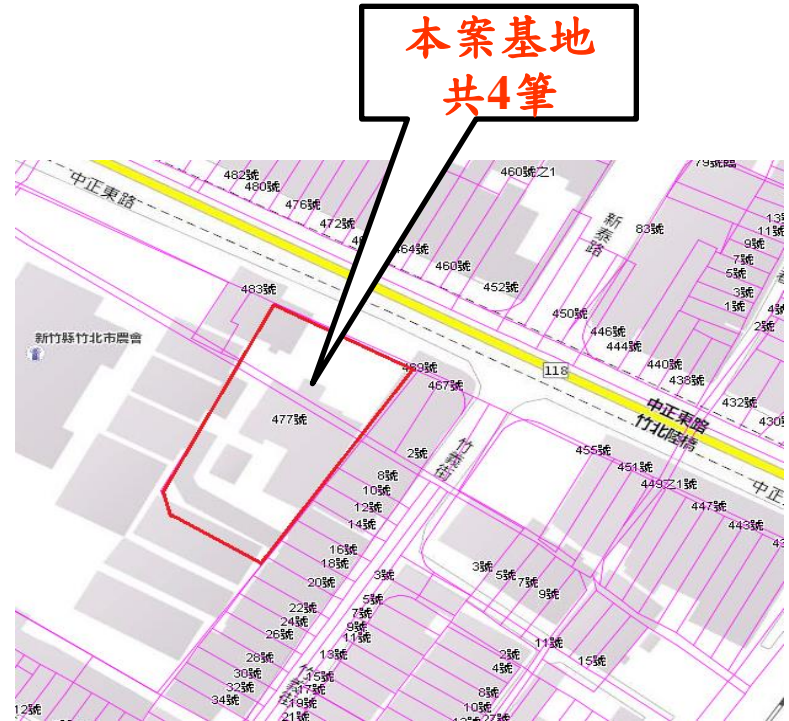 本案基地
共4筆
79號臨
482號
480號
460號之1
中正東路
476號
472號
464號
460號
452號
新泰路
83號
11號
9號
7號
5號
3號
1號
2號
483號
450號
446號
444號
440號
438號
432號
新竹縣竹北市農會
118
467號
中正東路
竹北陸橋
477號
竹義街
2號
455號
451號
449之1號
447號
443號
8號
10號
12號
14號
16號
18號
20號
22號
24號
26號
28號
30號
32號
34號
3號
5號
7號
9號
11號
13號
15號
17號
19號
21號
3號
5號
7號
9號
11號
15號
2號
4號
8號
10號
12號